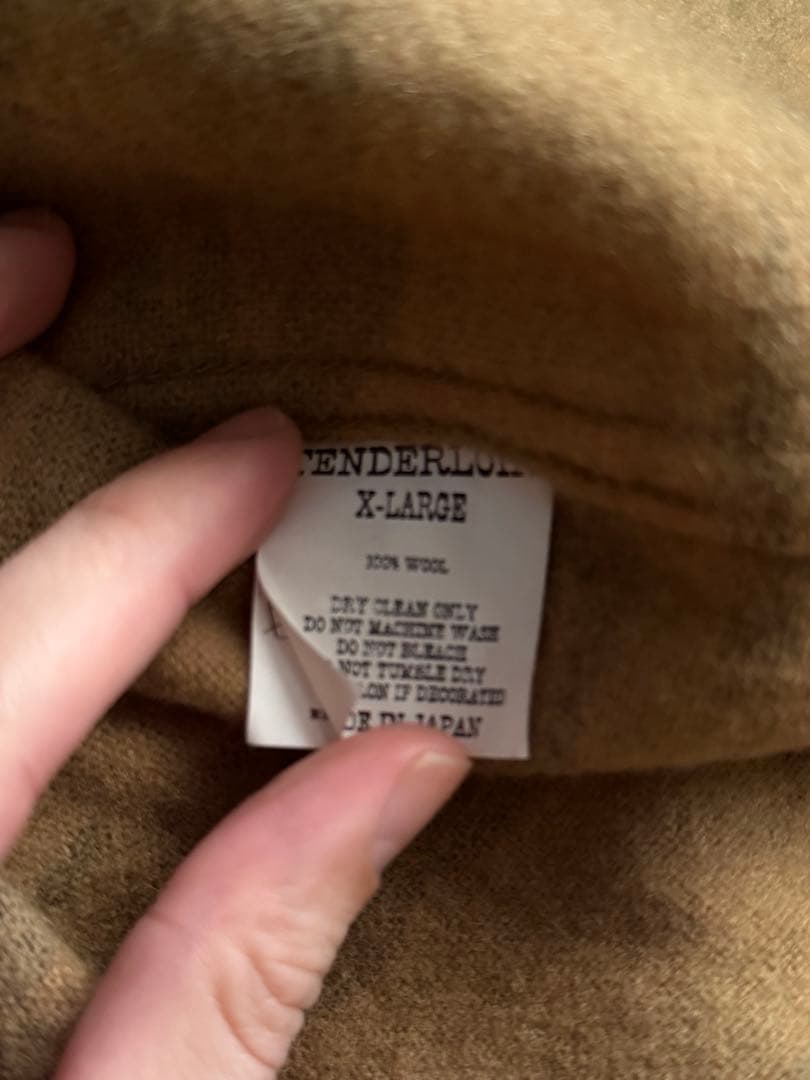 TENDERLOIN
X-LARGE
100% WOOL
DRY CLEAN ONLY
DO NOT MACHINE WASH
DO NOT BLEACH
NOT TUMBLE DRY
IF DECORATED
MADE IN JAPAN